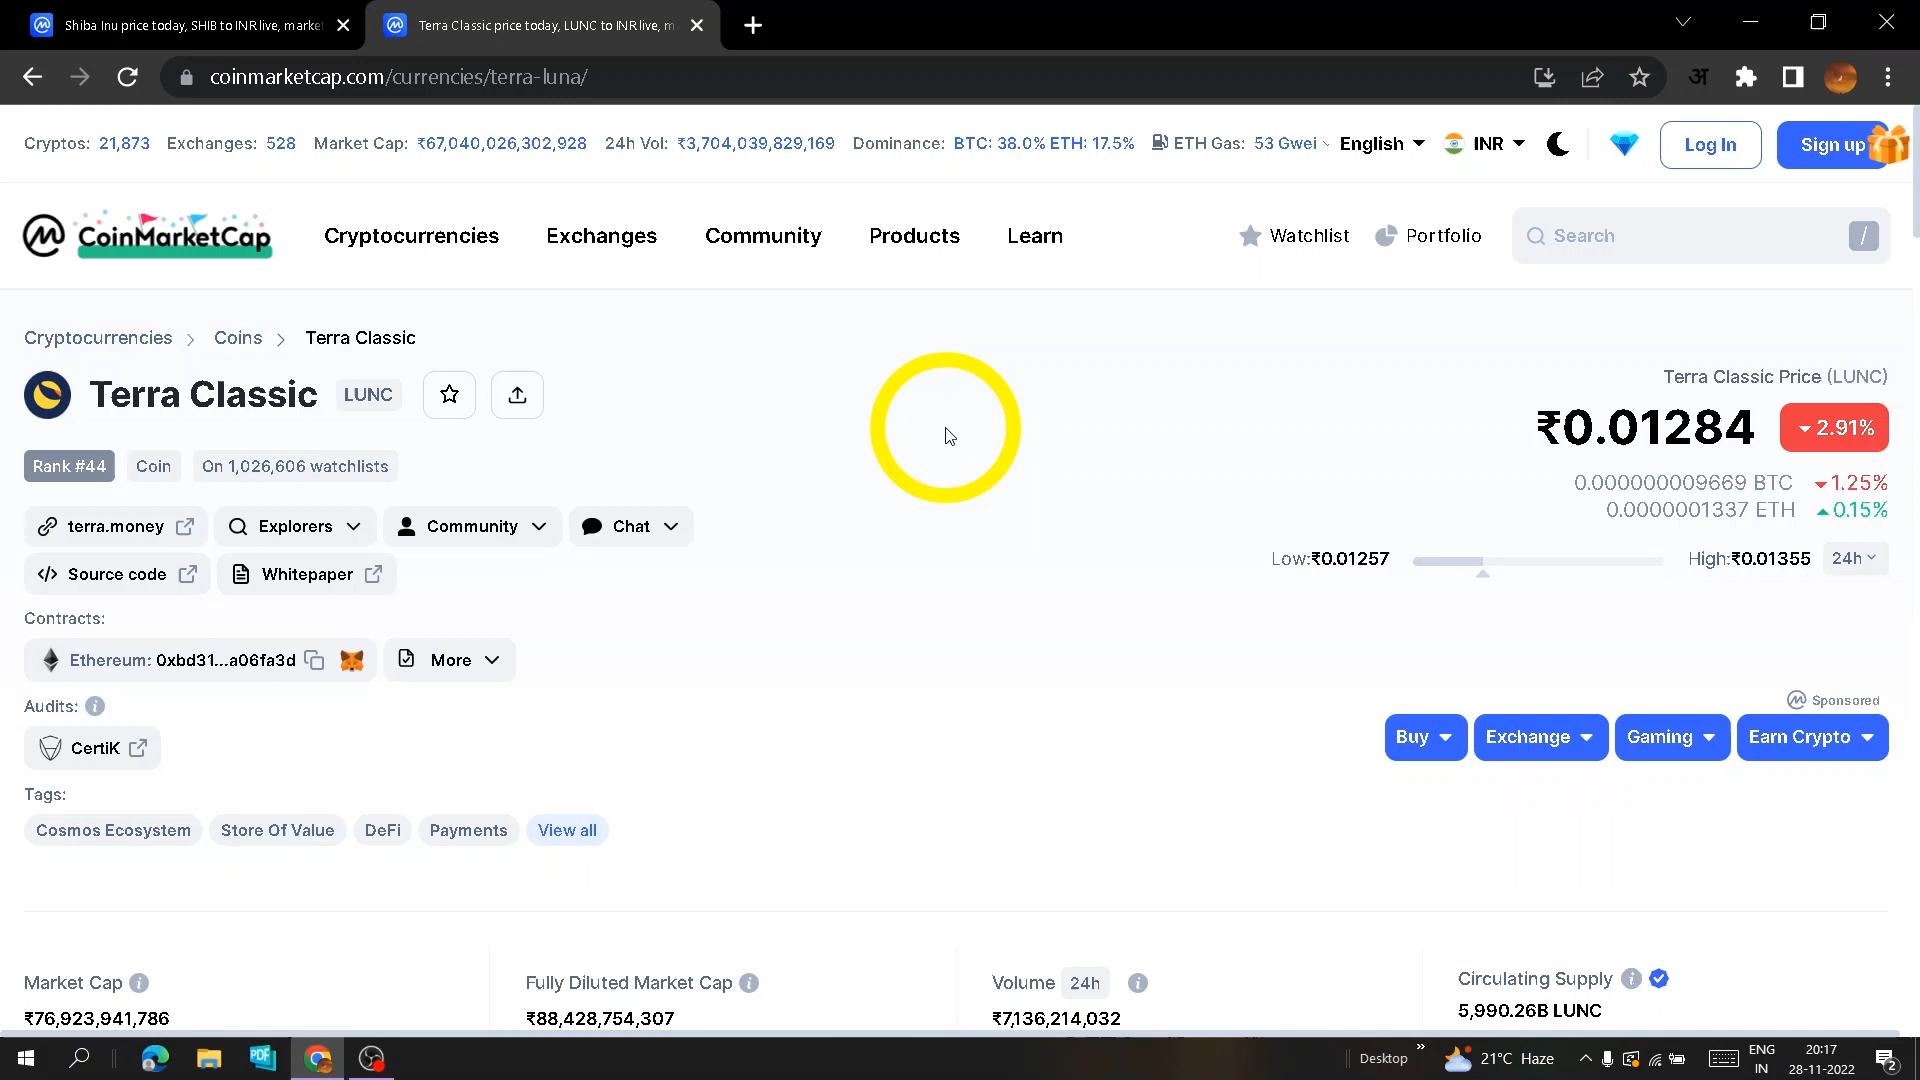 Shiba Inu price today, SHIB to INR live, marke
Terra Classic price today, LUNC to INR live, m
coinmarketcap.com/currencies/terra-luna/
अ
Cryptos: 21,873 Exchanges: 528 Market Cap: ₹67,040,026,302,928 24h Vol: ₹3,704,039,829,169 Dominance: BTC: 38.0% ETH: 17.5% ETH Gas: 53 Gwei English INR Log In Sign up
CoinMarketCap Cryptocurrencies Exchanges Community Products Learn Watchlist Portfolio Search /
Cryptocurrencies > Coins > Terra Classic
Terra Classic LUNC
Rank #44 Coin On 1,026,606 watchlists
terra.money Explorers Community Chat
Source code Whitepaper
Contracts:
Ethereum: 0xbd31...a06fa3d More
Audits:
CertiK
Tags:
Cosmos Ecosystem Store Of Value DeFi Payments View all
Terra Classic Price (LUNC)
₹0.01284 2.91%
0.000000009669 BTC 1.25%
0.0000001337 ETH 0.15%
Low:₹0.01257 High:₹0.01355 24h
Sponsored
Buy Exchange Gaming Earn Crypto
Market Cap
₹76,923,941,786
Fully Diluted Market Cap
₹88,428,754,307
Volume 24h
₹7,136,214,032
Circulating Supply
5,990.26B LUNC
PDF
Desktop
21°C Haze
ENG
IN
20:17
28-11-2022
2